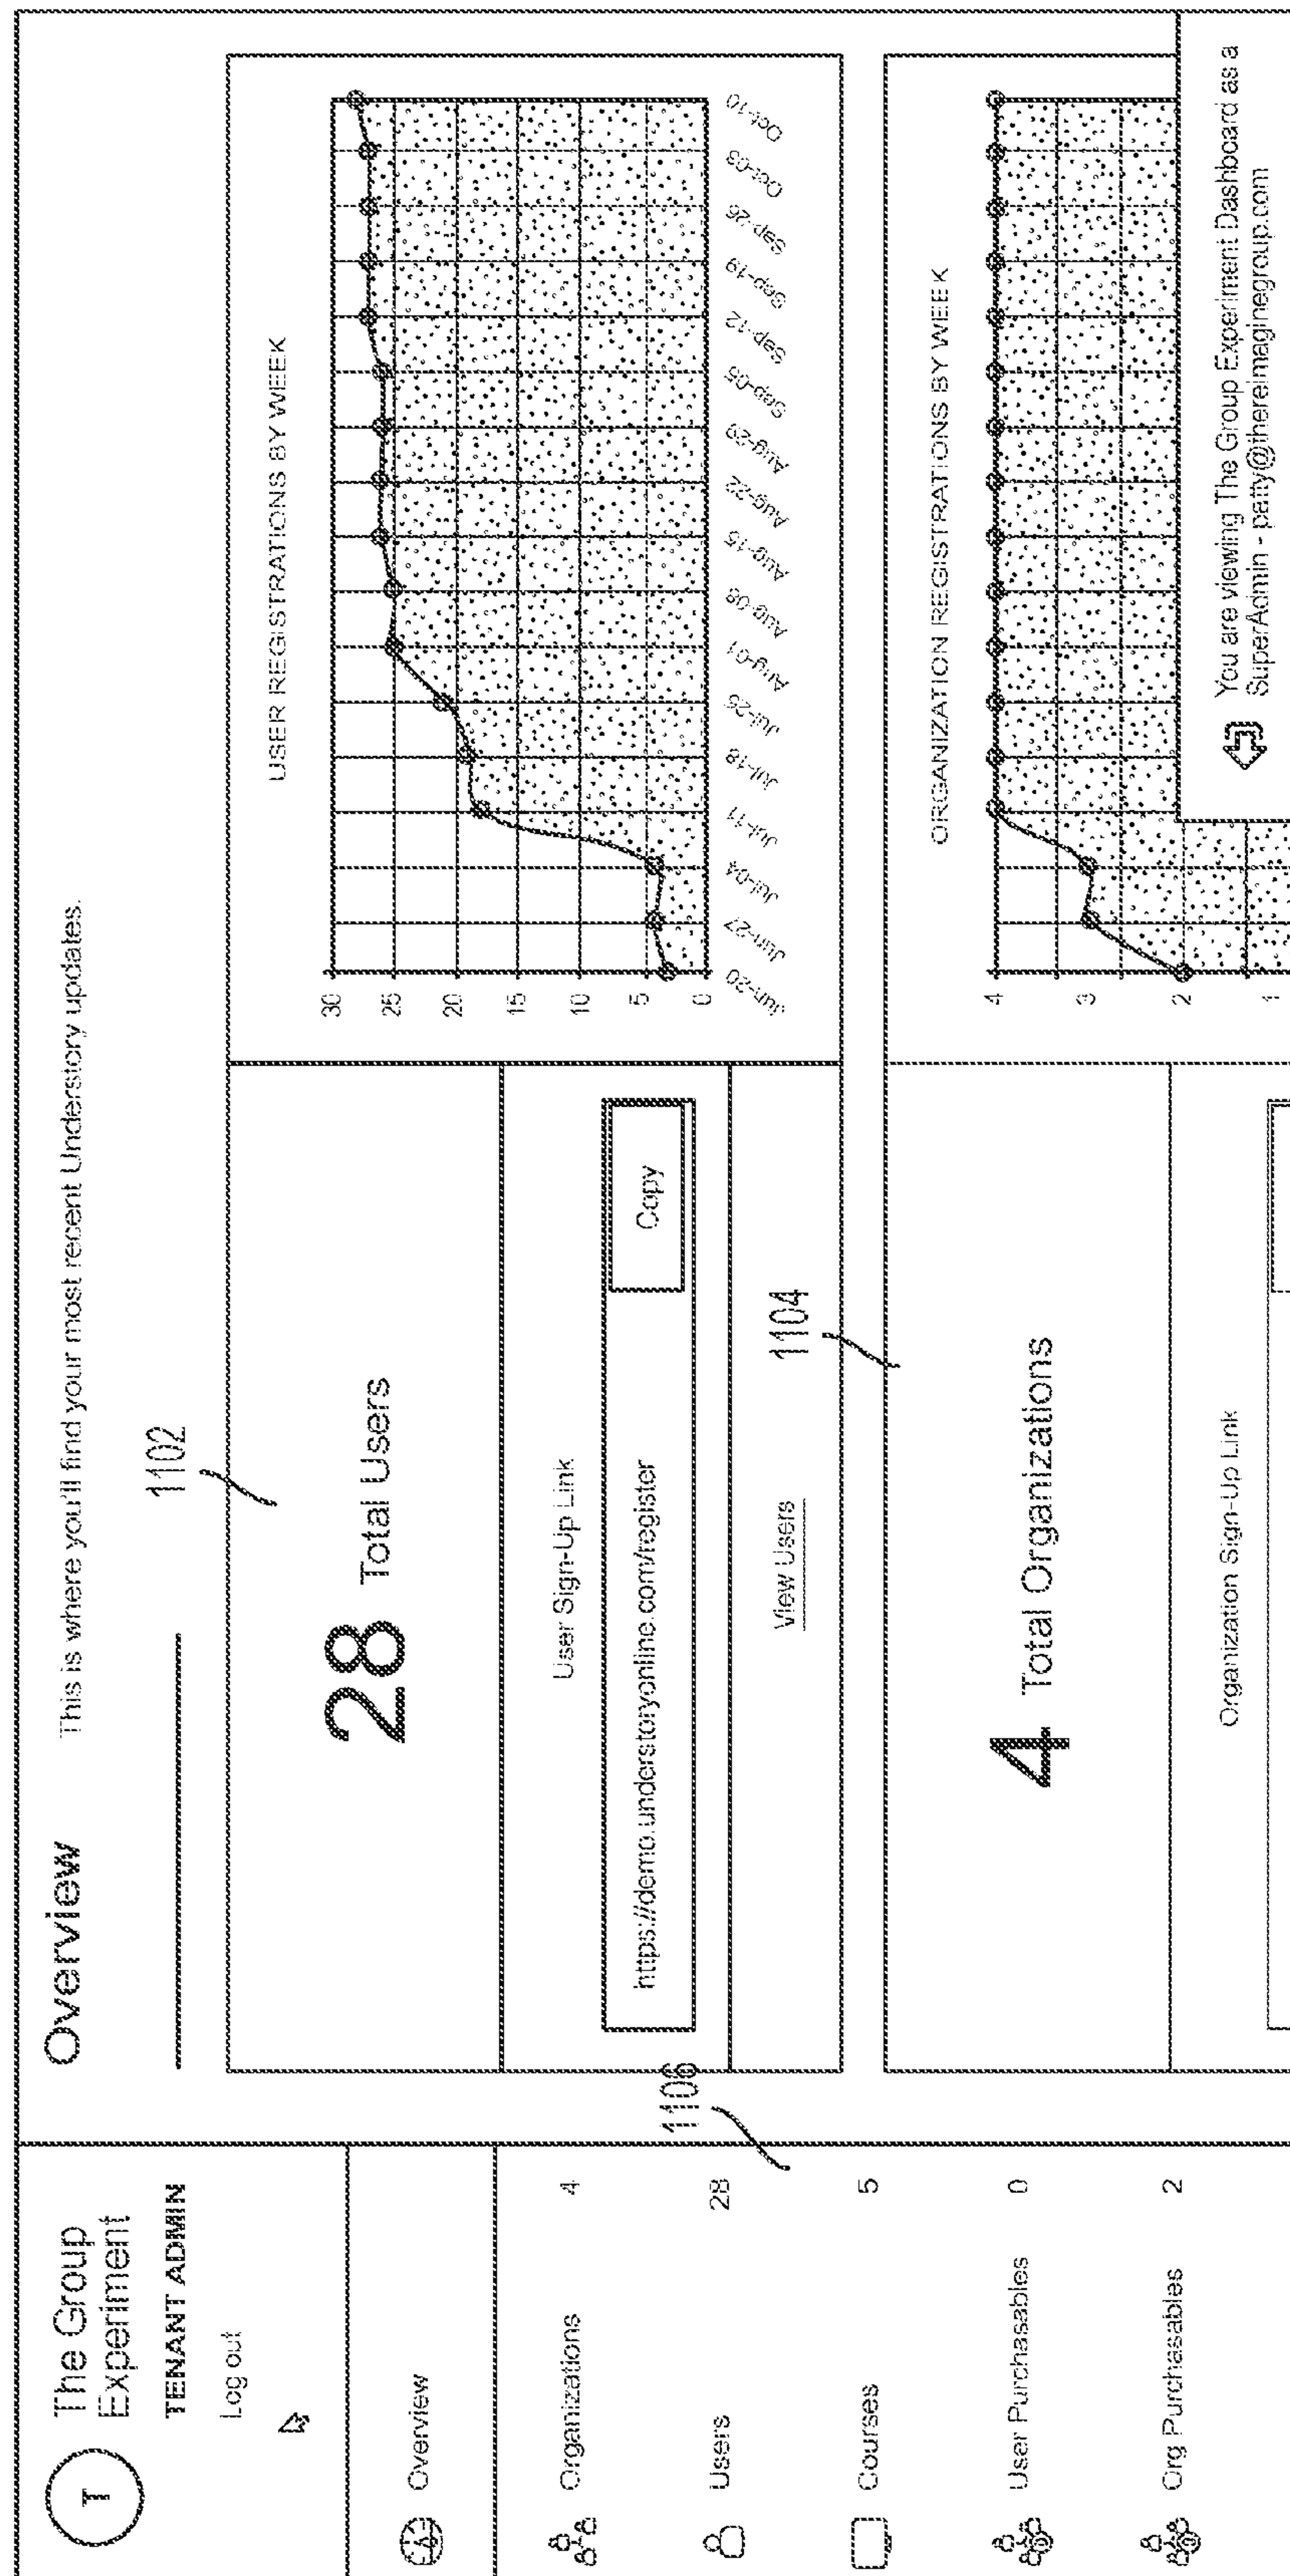 T
The Group
Experiment
TENANT ADMIN
Log out
Overview
Organizations 4
Users 28
Courses 5
User Purchasables 0
Org Purchasables 2
1106
Overview This is where you'll find your most recent Understory updates.
1102
28 Total Users
User Sign-Up Link
https://demo.understoryonline.com/register Copy
View Users
USER REGISTRATIONS BY WEEK
30
25
20
15
10
5
0
Jun-20 Jun-27 Jul-04 Jul-11 Jul-18 Jul-25 Aug-01 Aug-08 Aug-15 Aug-22 Aug-29 Sep-05 Sep-12 Sep-19 Sep-26 Oct-03 Oct-10
1104
4 Total Organizations
Organization Sign-Up Link
ORGANIZATION REGISTRATIONS BY WEEK
4
3
2
1
You are viewing The Group Experiment Dashboard as a
SuperAdmin - patty@thereimaginegroup.com